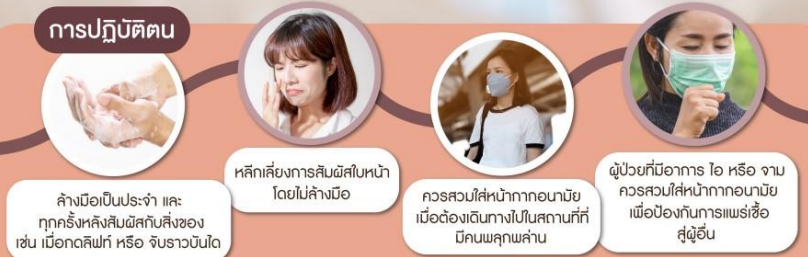 การปฏิบัติตน
ล้างมือเป็นประจำ และ
ทุกครั้งหลังสัมผัสกับสิ่งของ
เช่น เมื่อกดลิฟท์ หรือ จับราวบันได
หลีกเลี่ยงการสัมผัสใบหน้า
โดยไม่ล้างมือ
ควรสวมใส่หน้ากากอนามัย
เมื่อต้องเดินทางไปในสถานที่ที่
มีคนพลุกพล่าน
ผู้ป่วยที่มีอาการ ไอ หรือ จาม
ควรสวมใส่หน้ากากอนามัย
เพื่อป้องกันการแพร่เชื้อ
สู่ผู้อื่น